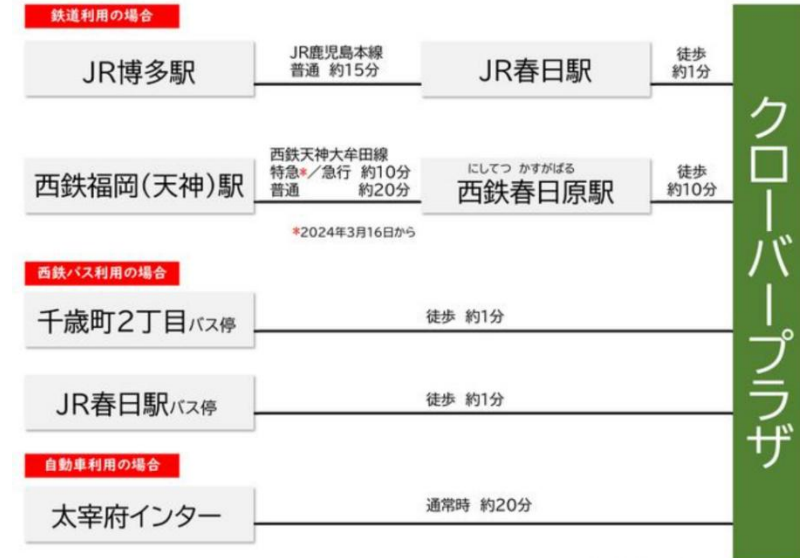 鉄道利用の場合
JR博多駅
JR鹿児島本線
普通 約15分
JR春日駅
徒歩
約1分
西鉄福岡(天神)駅
西鉄天神大牟田線
特急*／急行 約10分
普通 約20分
にしてつ かすがばる
西鉄春日原駅
徒歩
約10分
*2024年3月16日から
西鉄バス利用の場合
千歳町2丁目バス停
徒歩 約1分
JR春日駅バス停
徒歩 約1分
自動車利用の場合
太宰府インター
通常時 約20分
クローバープラザ